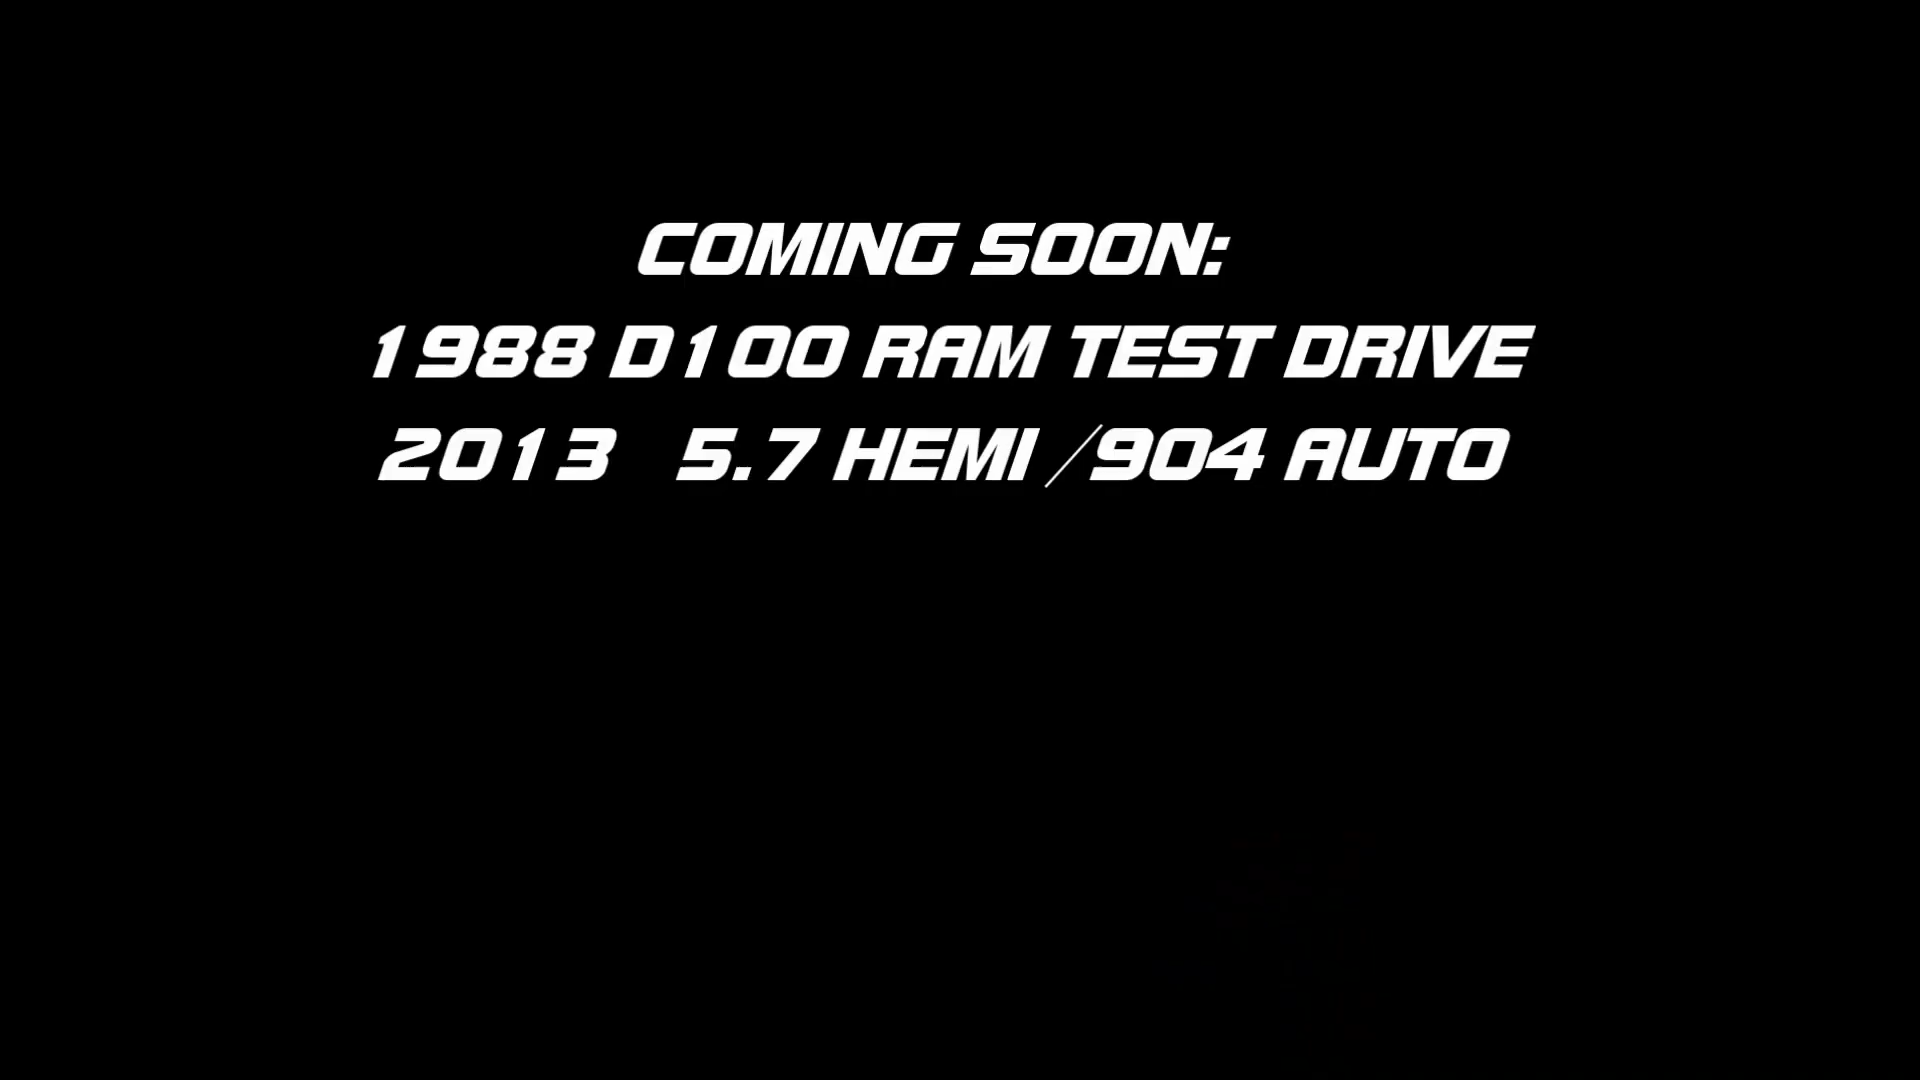 COMING SOON:
1988 D100 RAM TEST DRIVE
2013 5.7 HEMI /904 AUTO